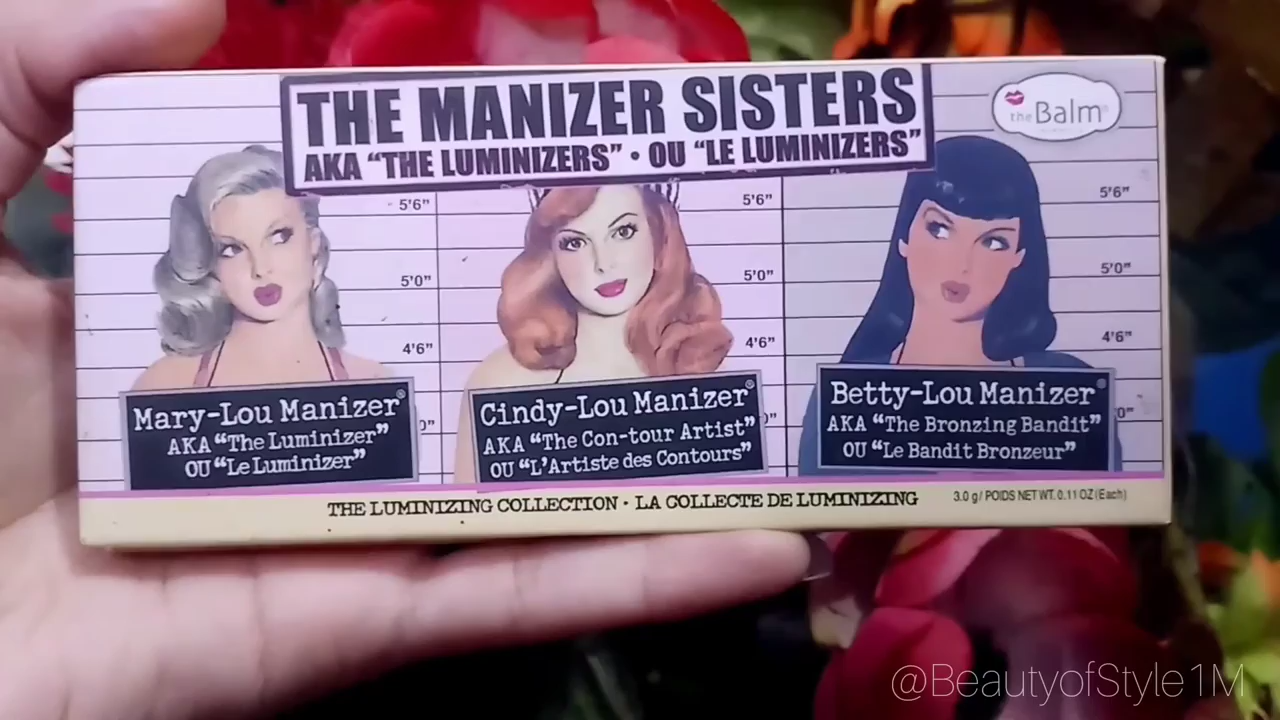 THE MANIZER SISTERS
AKA “THE LUMINIZERS” • OU “LE LUMINIZERS”
the Balm®
5'6"
5'6"
5'6"
5'0"
5'0"
5'0"
4'6"
4'6"
4'6"
Mary-Lou Manizer®
AKA “The Luminizer”
OU “Le Luminizer”
Cindy-Lou Manizer®
AKA “The Con-tour Artist”
OU “L'Artiste des Contours”
Betty-Lou Manizer®
AKA “The Bronzing Bandit”
OU “Le Bandit Bronzeur”
THE LUMINIZING COLLECTION • LA COLLECTE DE LUMINIZING
3.0 g/ POIDS NET WT. 0.11 OZ (Each)
@BeautyofStyle1M